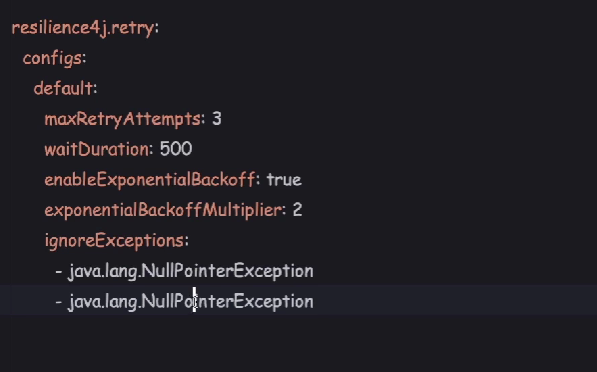 resilience4j.retry:
configs:
default:
maxRetryAttempts: 3
waitDuration: 500
enableExponentialBackoff: true
exponentialBackoffMultiplier: 2
ignoreExceptions:
- java.lang.NullPointerException
- java.lang.NullPointerException